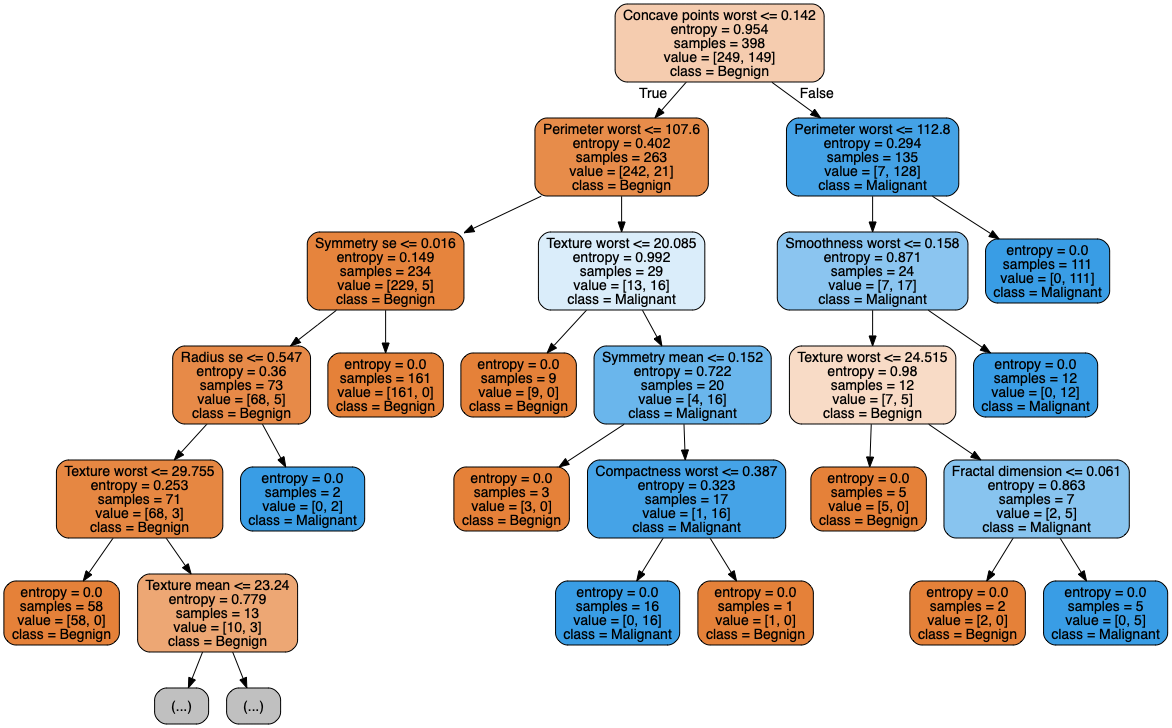 Concave points worst <= 0.142
entropy = 0.954
samples = 398
value = [249, 149]
class = Begnign
True
False
Perimeter worst <= 107.6
entropy = 0.402
samples = 263
value = [242, 21]
class = Begnign
Perimeter worst <= 112.8
entropy = 0.294
samples = 135
value = [7, 128]
class = Malignant
Symmetry se <= 0.016
entropy = 0.149
samples = 234
value = [229, 5]
class = Begnign
Texture worst <= 20.085
entropy = 0.992
samples = 29
value = [13, 16]
class = Malignant
Smoothness worst <= 0.158
entropy = 0.871
samples = 24
value = [7, 17]
class = Malignant
entropy = 0.0
samples = 111
value = [0, 111]
class = Malignant
Radius se <= 0.547
entropy = 0.36
samples = 73
value = [68, 5]
class = Begnign
entropy = 0.0
samples = 161
value = [161, 0]
class = Begnign
entropy = 0.0
samples = 9
value = [9, 0]
class = Begnign
Symmetry mean <= 0.152
entropy = 0.722
samples = 20
value = [4, 16]
class = Malignant
Texture worst <= 24.515
entropy = 0.98
samples = 12
value = [7, 5]
class = Begnign
entropy = 0.0
samples = 12
value = [0, 12]
class = Malignant
Texture worst <= 29.755
entropy = 0.253
samples = 71
value = [68, 3]
class = Begnign
entropy = 0.0
samples = 2
value = [0, 2]
class = Malignant
entropy = 0.0
samples = 3
value = [3, 0]
class = Begnign
Compactness worst <= 0.387
entropy = 0.323
samples = 17
value = [1, 16]
class = Malignant
entropy = 0.0
samples = 5
value = [5, 0]
class = Begnign
Fractal dimension <= 0.061
entropy = 0.863
samples = 7
value = [2, 5]
class = Malignant
entropy = 0.0
samples = 58
value = [58, 0]
class = Begnign
Texture mean <= 23.24
entropy = 0.779
samples = 13
value = [10, 3]
class = Begnign
entropy = 0.0
samples = 16
value = [0, 16]
class = Malignant
entropy = 0.0
samples = 1
value = [1, 0]
class = Begnign
entropy = 0.0
samples = 2
value = [2, 0]
class = Begnign
entropy = 0.0
samples = 5
value = [0, 5]
class = Malignant
(...)
(...)